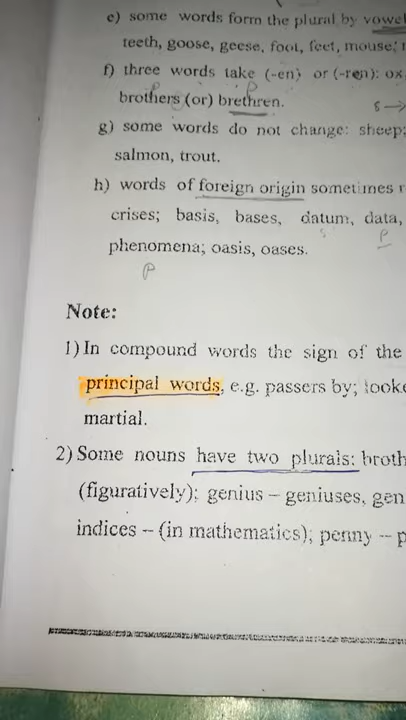 e) some words form the plural by vowel
teeth, goose, geese, foot, feet, mouse,
f) three words take (-en) or (-ren): ox
brothers (or) brethren.
g) some words do not change: sheep;
salmon, trout.
h) words of foreign origin sometimes
crises; basis, bases, datum, data,
phenomena; oasis, oases.
P
Note:
1) In compound words the sign of the
principal words, e.g. passers by; looke
martial.
2) Some nouns have two plurals: broth
(figuratively); genius – geniuses, gen
indices – (in mathematics); penny – p